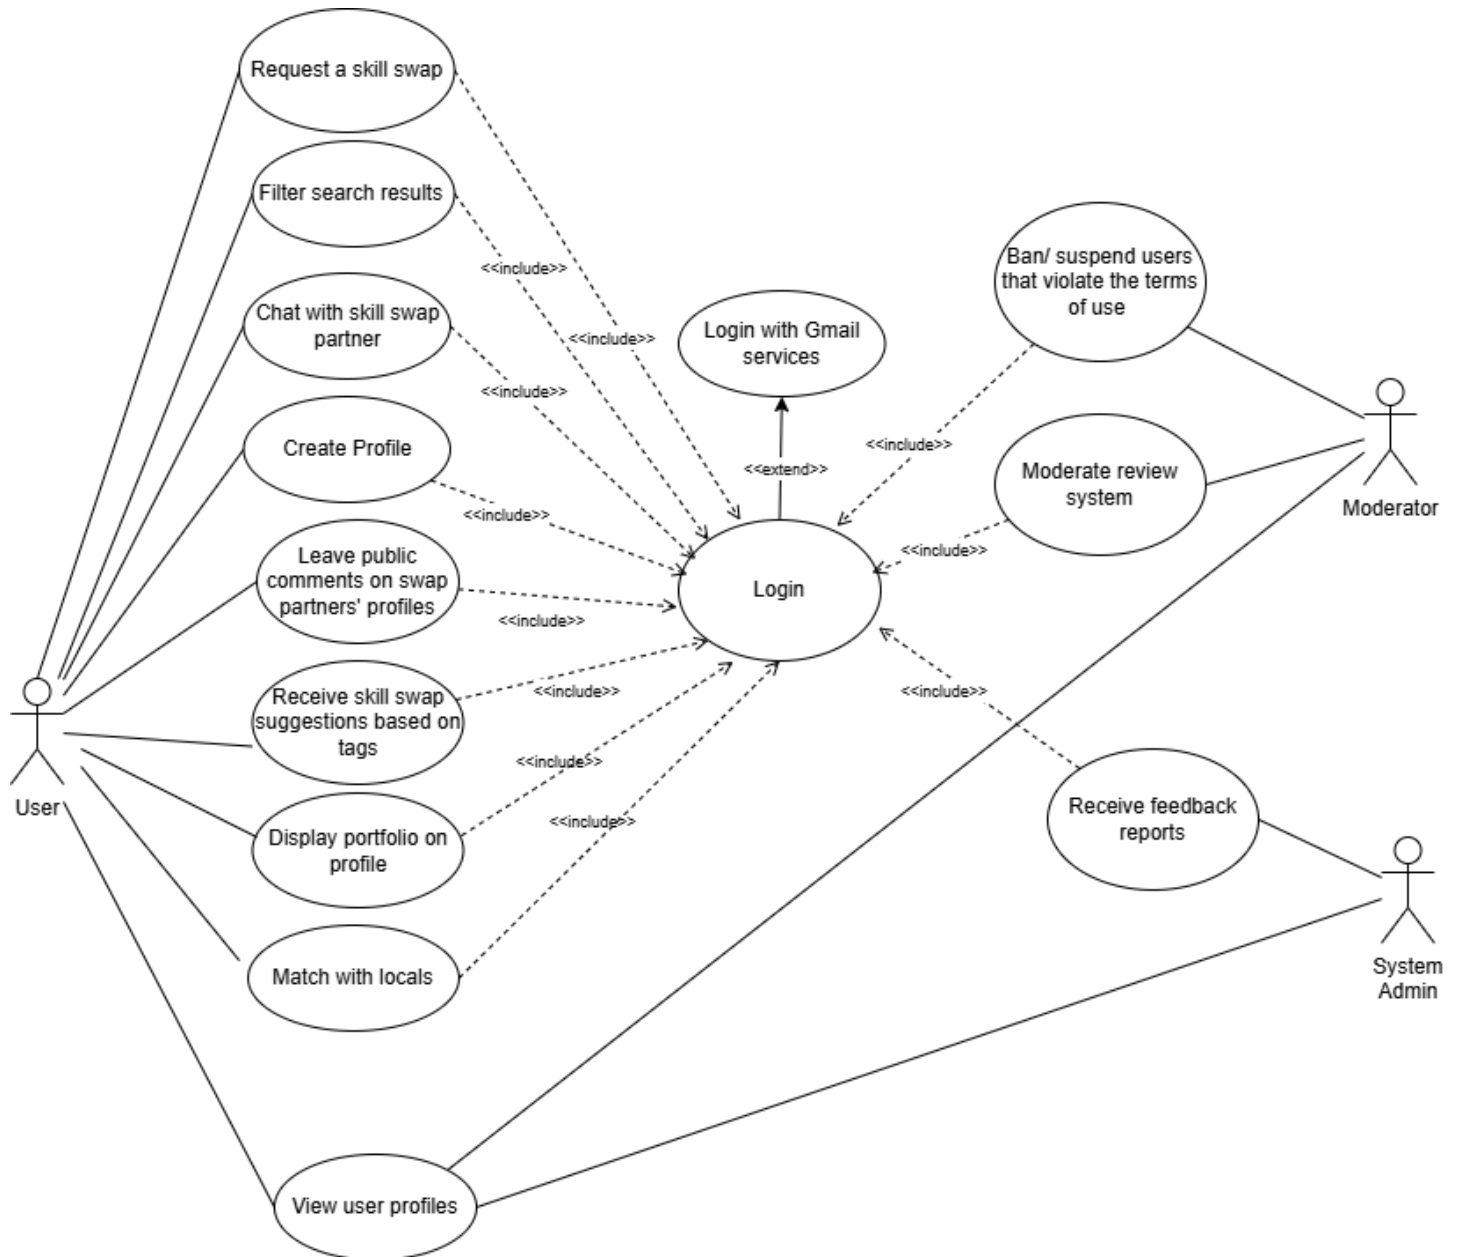 Request a skill swap
Filter search results
<<include>>
Chat with skill swap
partner
<<include>>
<<include>>
Create Profile
<<include>>
Leave public
comments on swap
partners' profiles
<<include>>
Receive skill swap
suggestions based on
tags
<<include>>
Display portfolio on
profile
<<include>>
Match with locals
<<include>>
User
View user profiles
Login with Gmail
services
<<extend>>
Login
Ban/ suspend users
that violate the terms
of use
<<include>>
Moderate review
system
<<include>>
Moderator
<<include>>
Receive feedback
reports
System
Admin